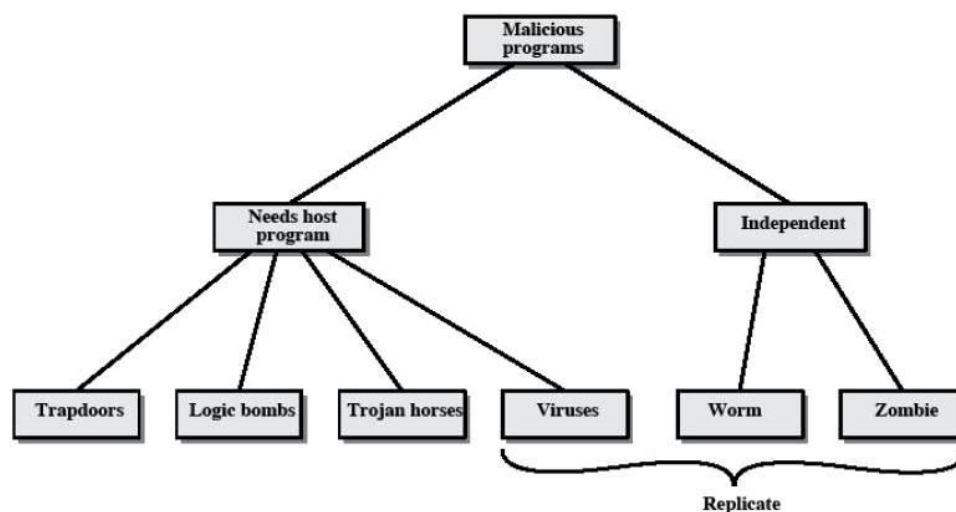 Malicious
programs
Needs host
program
Independent
Trapdoors
Logic bombs
Trojan horses
Viruses
Worm
Zombie
Replicate